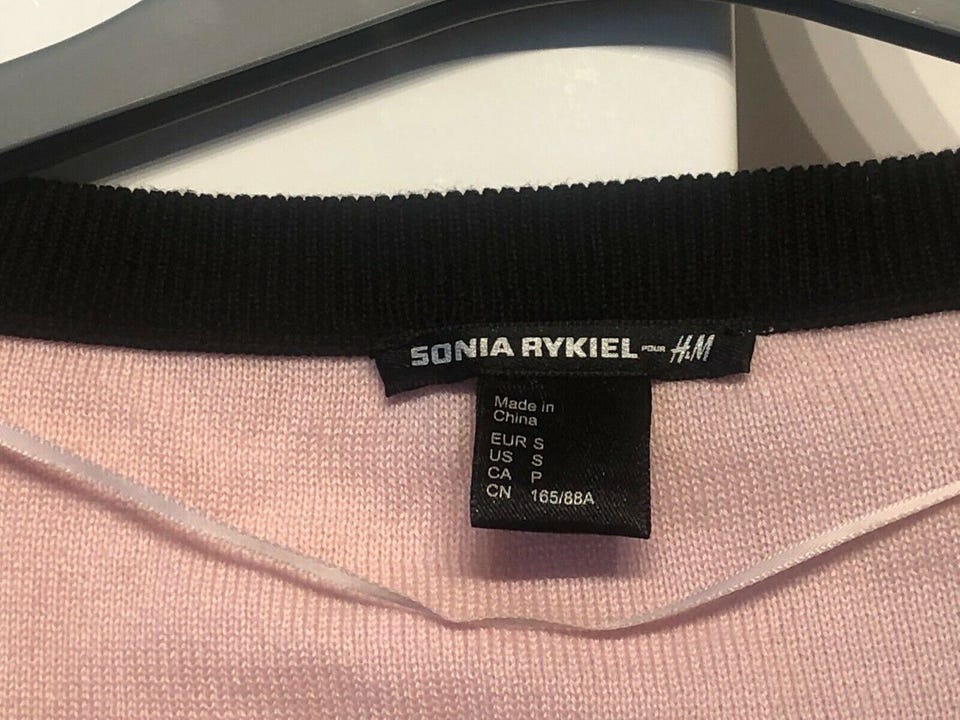 SONIA RYKIEL POUR H&M
Made in
China
EUR S
US S
CA P
CN 165/88A